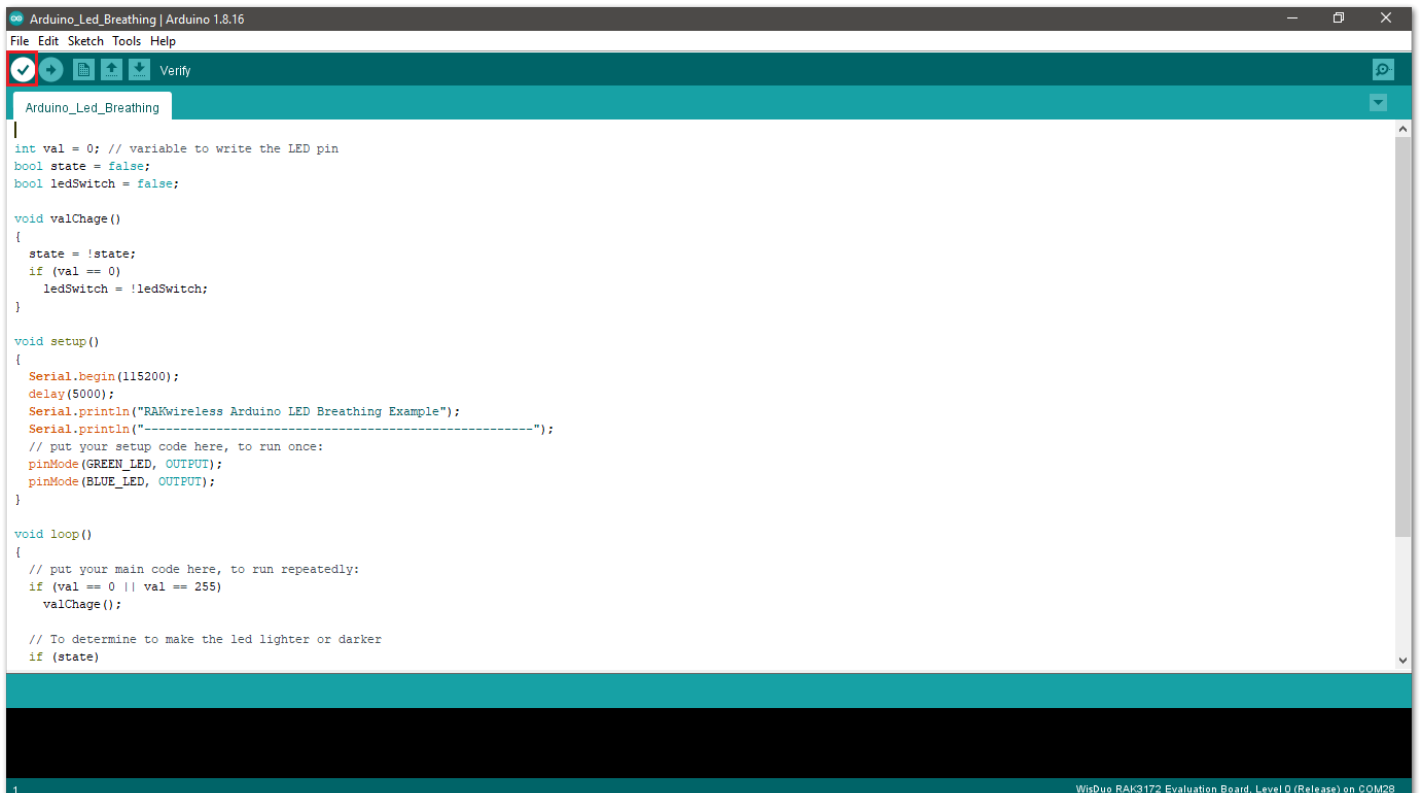 Arduino_Led_Breathing | Arduino 1.8.16
File Edit Sketch Tools Help
Verify
Arduino_Led_Breathing
int val = 0; // variable to write the LED pin
bool state = false;
bool ledSwitch = false;
void valChage()
{
state = !state;
if (val == 0)
ledSwitch = !ledSwitch;
}
void setup()
{
Serial.begin(115200);
delay(5000);
Serial.println("RAKwireless Arduino LED Breathing Example");
Serial.println("------------------------------------------------------");
// put your setup code here, to run once:
pinMode(GREEN_LED, OUTPUT);
pinMode(BLUE_LED, OUTPUT);
}
void loop()
{
// put your main code here, to run repeatedly:
if (val == 0 || val == 255)
valChage();
// To determine to make the led lighter or darker
if (state)
1
WisDuo RAK3172 Evaluation Board, Level 0 (Release) on COM28